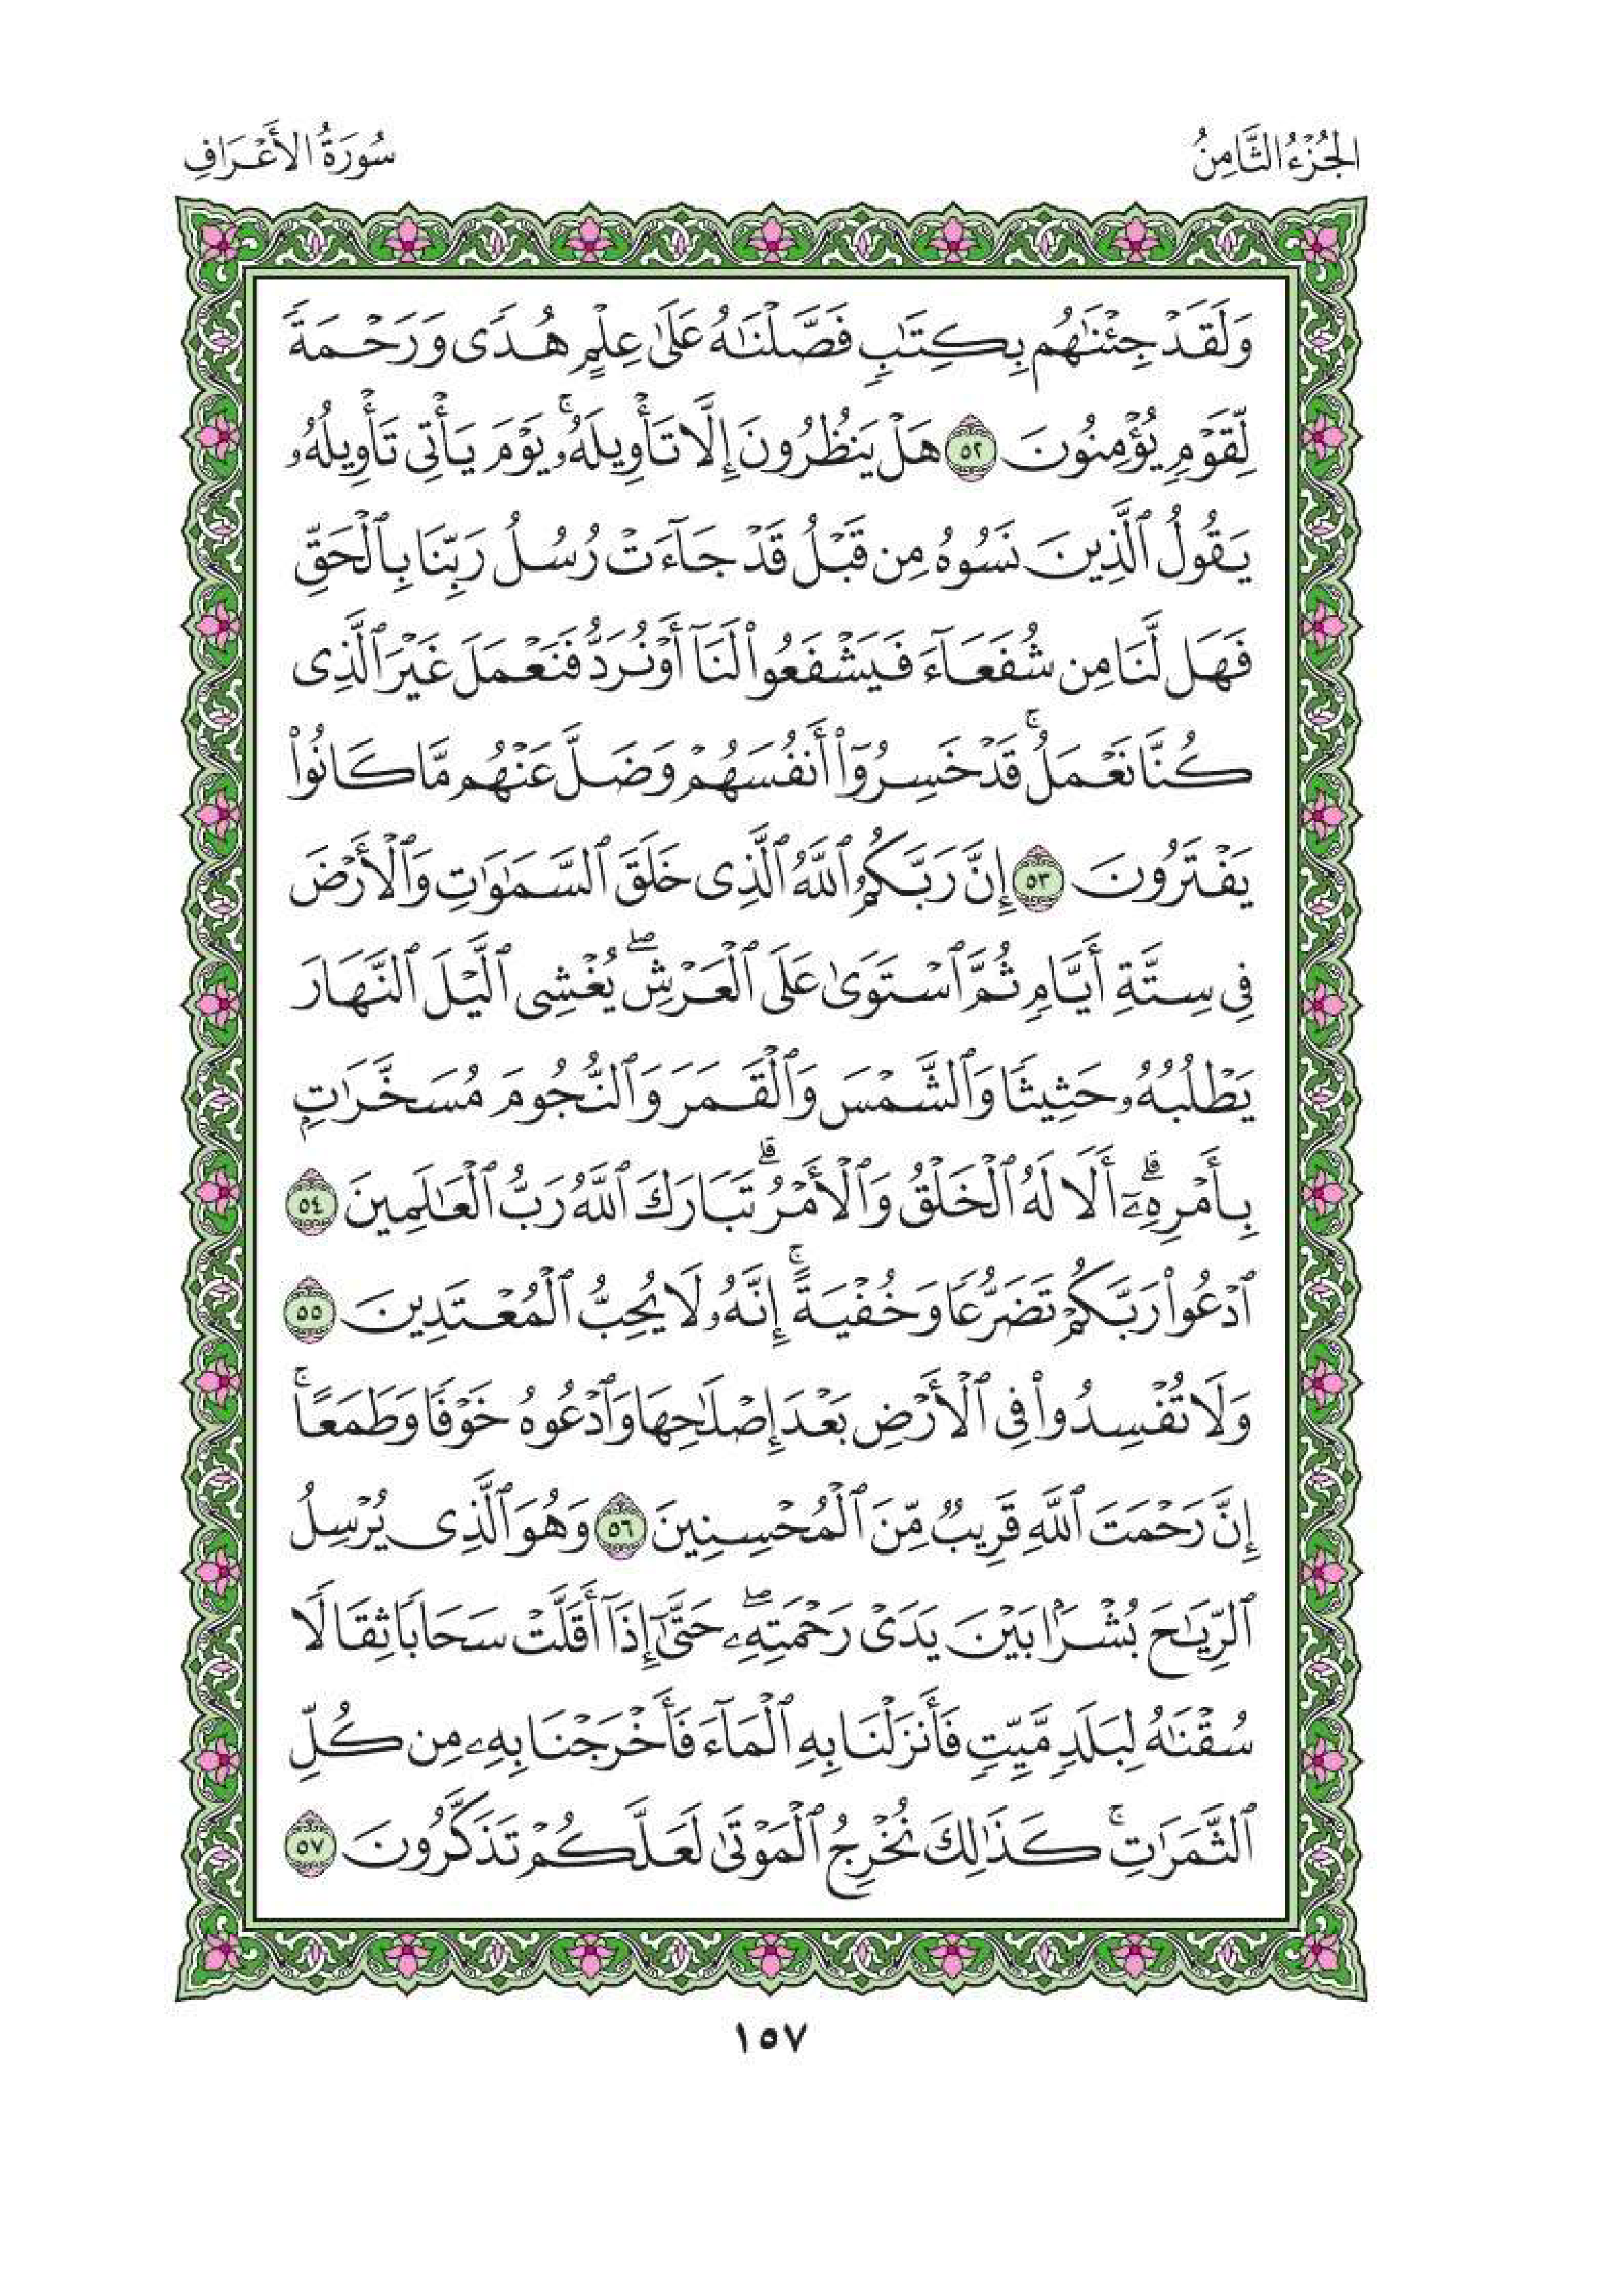 الجُزْءُ الثَّامِنُ
سُورَةُ الأَعْرَافِ
وَلَقَدْ جِئْنَٰهُم بِكِتَٰبٖ فَصَّلْنَٰهُ عَلَىٰ عِلْمٍ هُدٗى وَرَحْمَةٗ
لِّقَوْمٖ يُؤْمِنُونَ ٥٢ هَلْ يَنظُرُونَ إِلَّا تَأْوِيلَهُۥۚ يَوْمَ يَأْتِى تَأْوِيلُهُۥ
يَقُولُ ٱلَّذِينَ نَسُوهُ مِن قَبْلُ قَدْ جَآءَتْ رُسُلُ رَبِّنَا بِٱلْحَقِّ
فَهَل لَّنَا مِن شُفَعَآءَ فَيَشْفَعُوا۟ لَنَآ أَوْ نُرَدُّ فَنَعْمَلَ غَيْرَ ٱلَّذِى
كُنَّا نَعْمَلُۚ قَدْ خَسِرُوٓا۟ أَنفُسَهُمْ وَضَلَّ عَنْهُم مَّا كَانُوا۟
يَفْتَرُونَ ٥٣ إِنَّ رَبَّكُمُ ٱللَّهُ ٱلَّذِى خَلَقَ ٱلسَّمَٰوَٰتِ وَٱلْأَرْضَ
فِى سِتَّةِ أَيَّامٖ ثُمَّ ٱسْتَوَىٰ عَلَى ٱلْعَرْشِۖ يُغْشِى ٱلَّيْلَ ٱلنَّهَارَ
يَطْلُبُهُۥ حَثِيثٗا وَٱلشَّمْسَ وَٱلْقَمَرَ وَٱلنُّجُومَ مُسَخَّرَٰتِۭ
بِأَمْرِهِۦٓۗ أَلَا لَهُ ٱلْخَلْقُ وَٱلْأَمْرُۗ تَبَارَكَ ٱللَّهُ رَبُّ ٱلْعَٰلَمِينَ ٥٤
ٱدْعُوا۟ رَبَّكُمْ تَضَرُّعٗا وَخُفْيَةًۚ إِنَّهُۥ لَا يُحِبُّ ٱلْمُعْتَدِينَ ٥٥
وَلَا تُفْسِدُوا۟ فِى ٱلْأَرْضِ بَعْدَ إِصْلَٰحِهَا وَٱدْعُوهُ خَوْفٗا وَطَمَعًاۚ
إِنَّ رَحْمَتَ ٱللَّهِ قَرِيبٞ مِّنَ ٱلْمُحْسِنِينَ ٥٦ وَهُوَ ٱلَّذِى يُرْسِلُ
ٱلرِّيَٰحَ بُشْرَۢا بَيْنَ يَدَىْ رَحْمَتِهِۦۖ حَتَّىٰٓ إِذَآ أَقَلَّتْ سَحَابٗا ثِقَالٗا
سُقْنَٰهُ لِبَلَدٖ مَّيِّتٖ فَأَنزَلْنَا بِهِ ٱلْمَآءَ فَأَخْرَجْنَا بِهِۦ مِن كُلِّ
ٱلثَّمَرَٰتِۚ كَذَٰلِكَ نُخْرِجُ ٱلْمَوْتَىٰ لَعَلَّكُمْ تَذَكَّرُونَ ٥٧
١٥٧